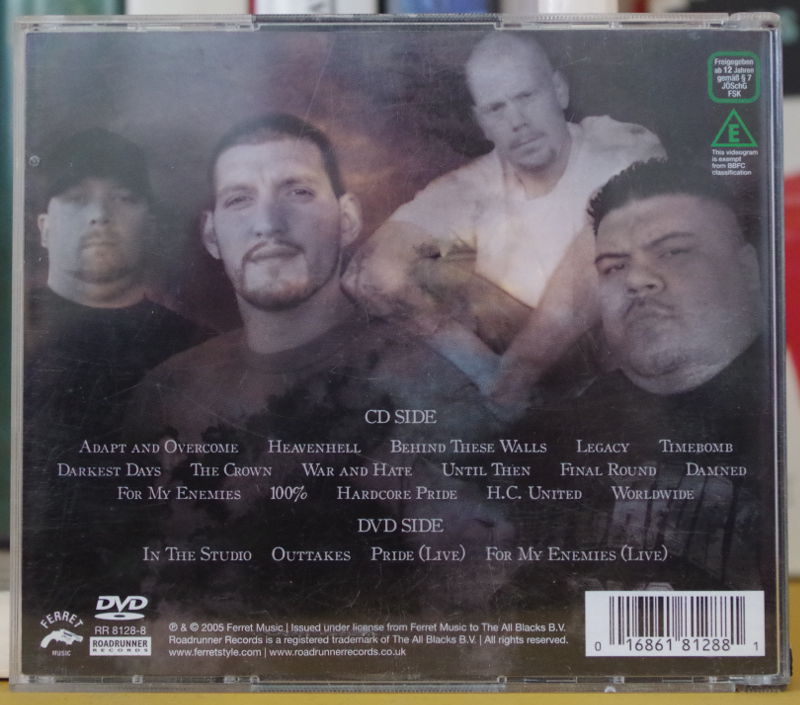 Freigegeben
ab 12 Jahren
gemäß § 7
JÖSchG
FSK
E
This videogram
is exempt
from BBFC
classification
CD SIDE
ADAPT AND OVERCOME HEAVENHELL BEHIND THESE WALLS LEGACY TIMEBOMB
DARKEST DAYS THE CROWN WAR AND HATE UNTIL THEN FINAL ROUND DAMNED
FOR MY ENEMIES 100% HARDCORE PRIDE H.C. UNITED WORLDWIDE
DVD SIDE
IN THE STUDIO OUTTAKES PRIDE (LIVE) FOR MY ENEMIES (LIVE)
FERRET
MUSIC
DVD
RR 8128-8
ROADRUNNER
RECORDS
℗ & © 2005 Ferret Music | Issued under license from Ferret Music to The All Blacks B.V.
Roadrunner Records is a registered trademark of The All Blacks B.V. | All rights reserved.
www.ferretstyle.com | www.roadrunnerrecords.co.uk
0 16861 81288 1